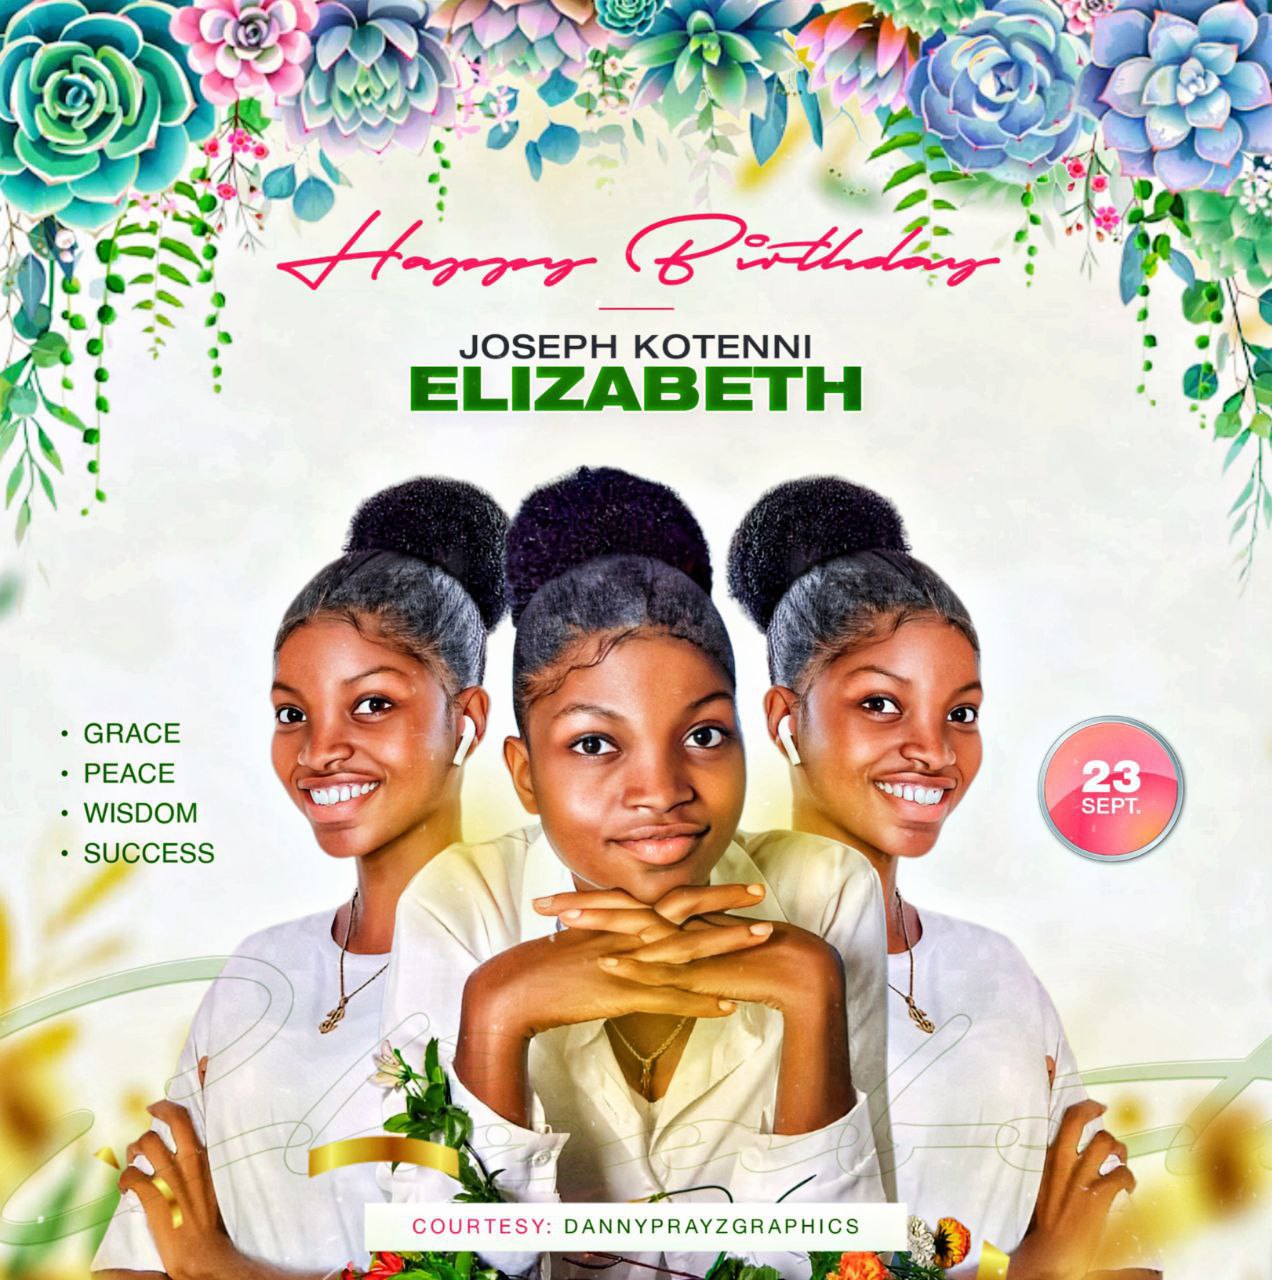 Happy Birthday
JOSEPH KOTENNI
ELIZABETH
• GRACE
• PEACE
• WISDOM
• SUCCESS
23
SEPT.
COURTESY: DANNYPRAYZGRAPHICS